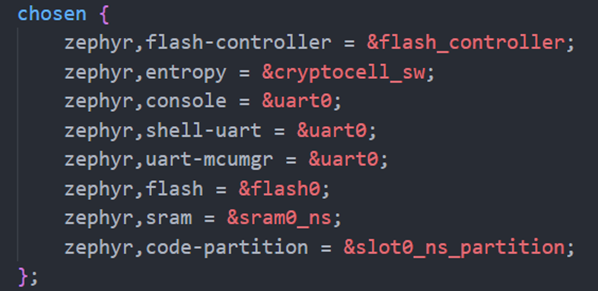 chosen {
zephyr,flash-controller = &flash_controller;
zephyr,entropy = &cryptocell_sw;
zephyr,console = &uart0;
zephyr,shell-uart = &uart0;
zephyr,uart-mcumgr = &uart0;
zephyr,flash = &flash0;
zephyr,sram = &sram0_ns;
zephyr,code-partition = &slot0_ns_partition;
};